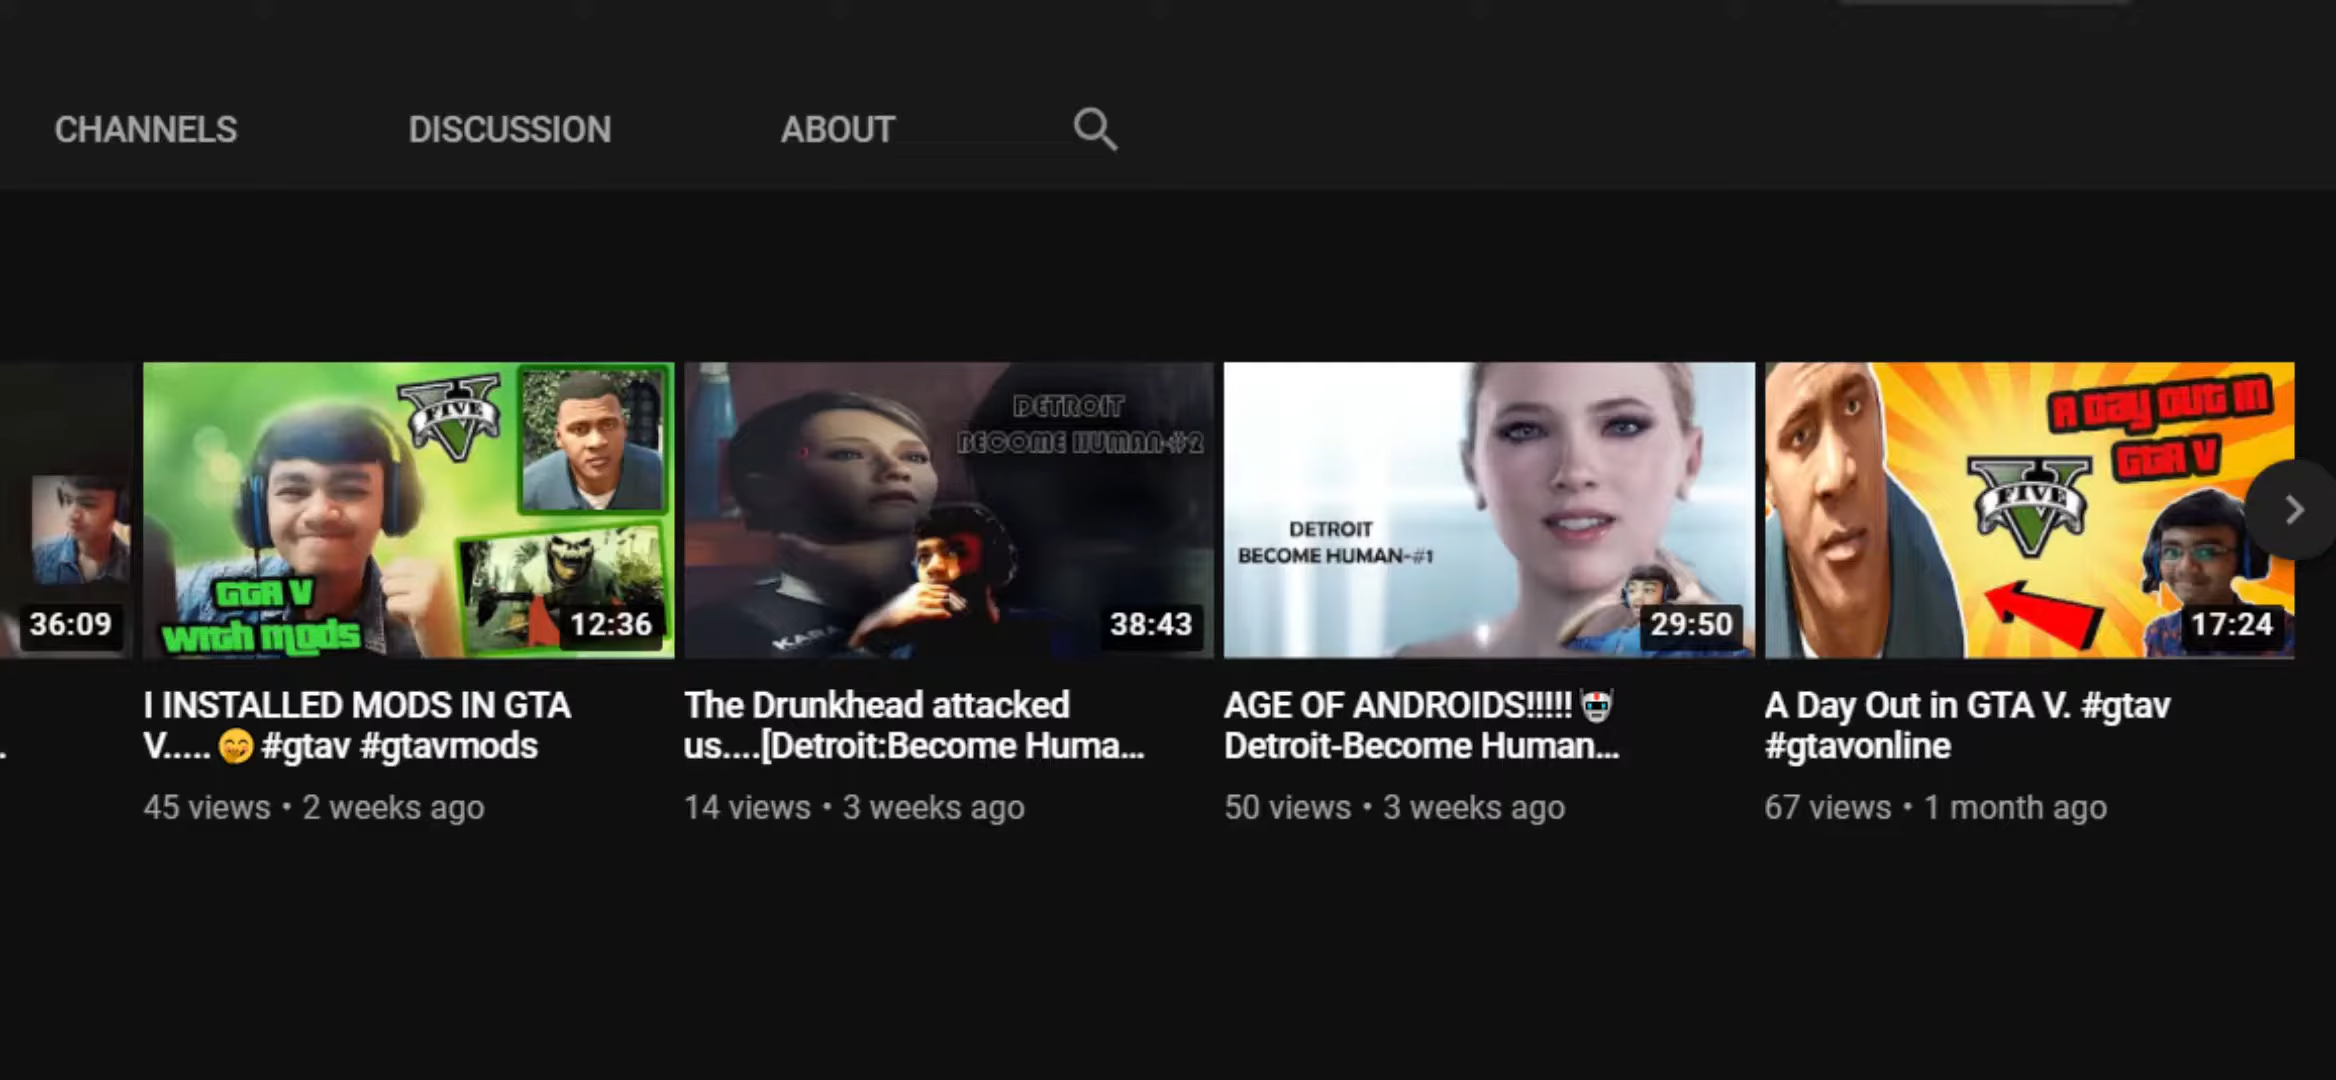 CHANNELS DISCUSSION ABOUT
36:09
FIVE
GTA V
with mods
12:36
DETROIT
BECOME HUMAN-#2
KARA
38:43
DETROIT
BECOME HUMAN-#1
29:50
A Day out in
GTA V
FIVE
17:24
I INSTALLED MODS IN GTA
V..... 🤭 #gtav #gtavmods
45 views • 2 weeks ago
The Drunkhead attacked
us....[Detroit:Become Huma...
14 views • 3 weeks ago
AGE OF ANDROIDS!!!!! 🤖
Detroit-Become Human...
50 views • 3 weeks ago
A Day Out in GTA V. #gtav
#gtavonline
67 views • 1 month ago